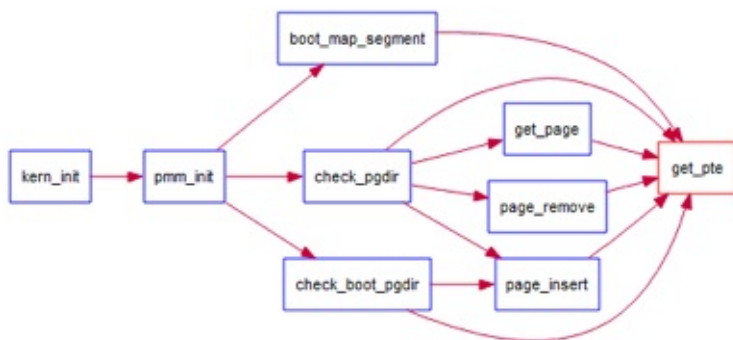 boot_map_segment
get_page
kern_init
pmm_init
check_pgdir
get_pte
page_remove
check_boot_pgdir
page_insert